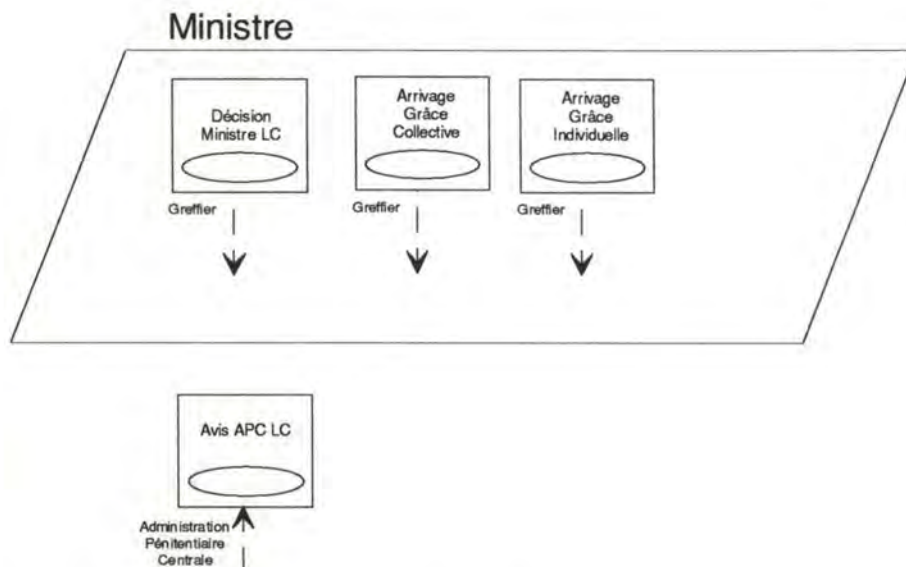 Ministre
Décision
Ministre LC
Arrivage
Grâce
Collective
Arrivage
Grâce
Individuelle
Greffier
Greffier
Greffier
Avis APC LC
Administration
Pénitentiaire
Centrale